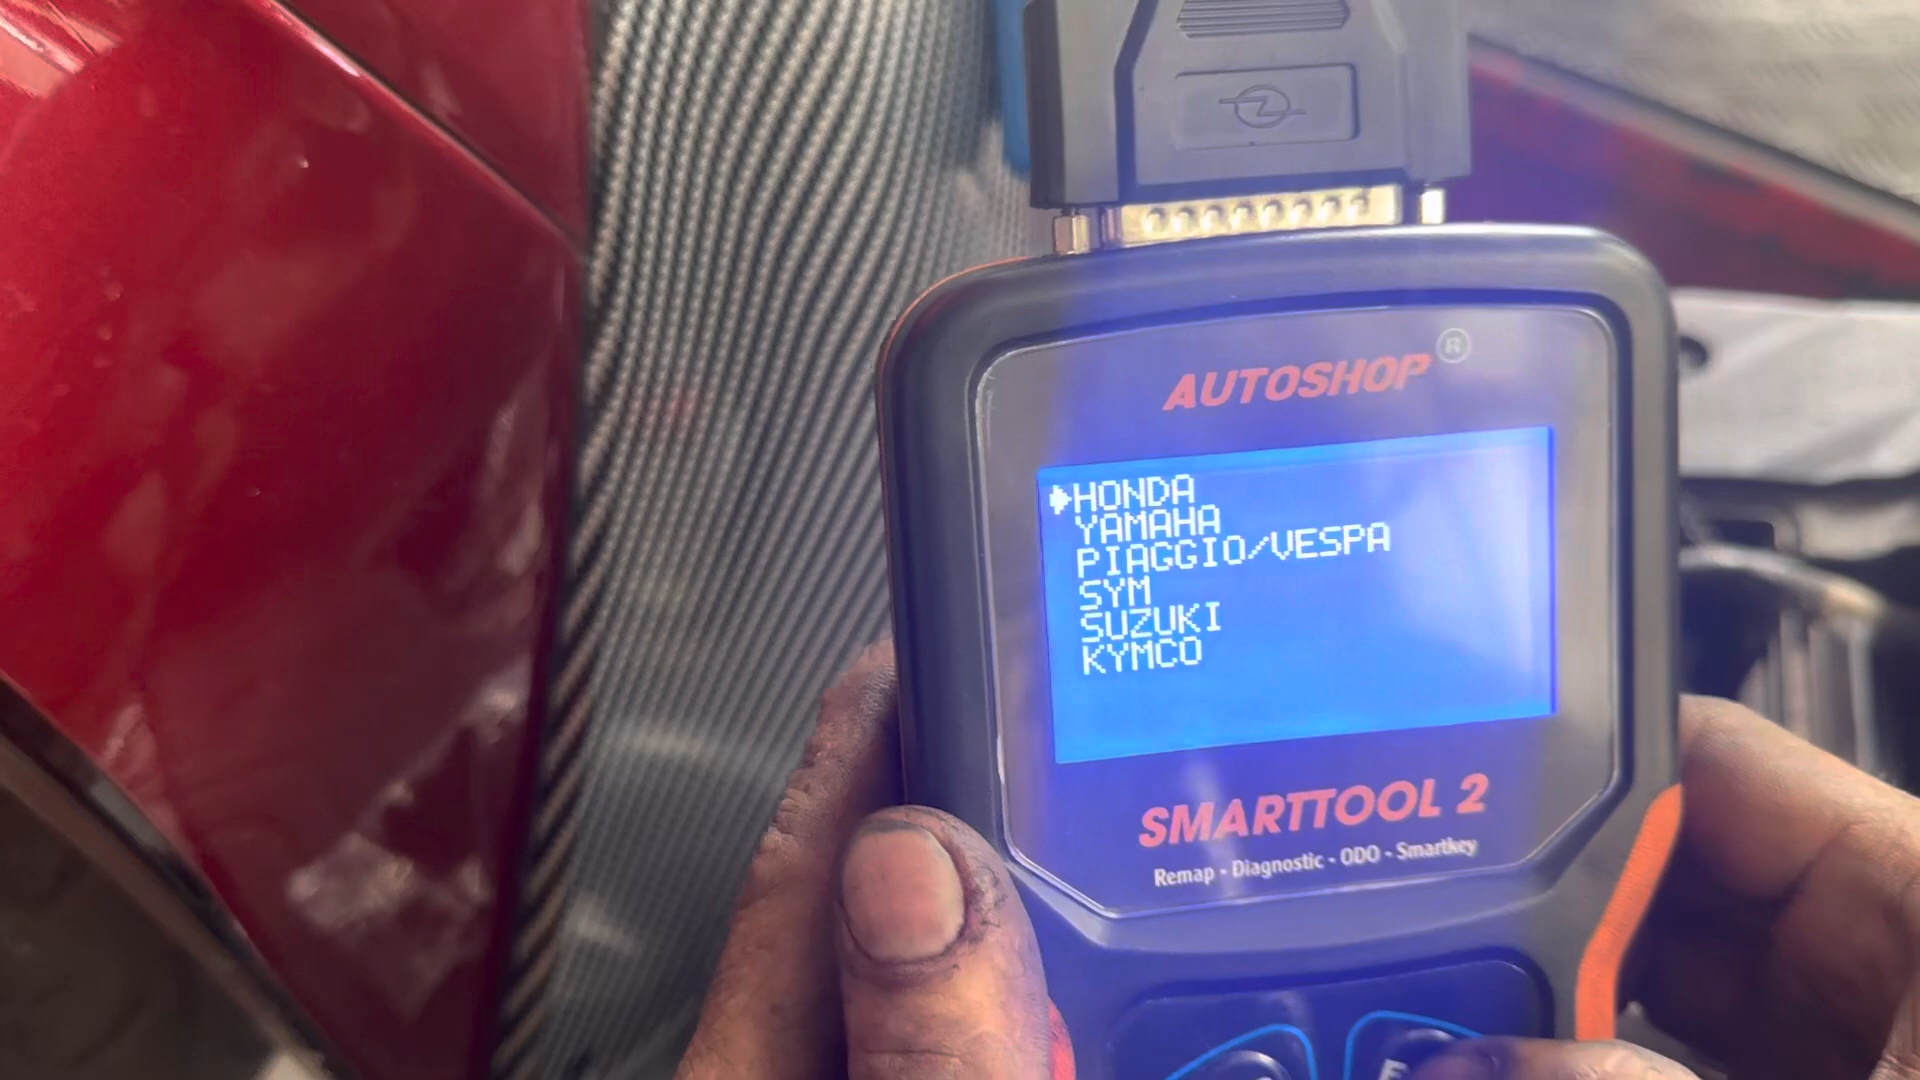 AUTOSHOP ®
HONDA
YAMAHA
PIAGGIO/VESPA
SYM
SUZUKI
KYMCO
SMARTTOOL 2
Remap - Diagnostic - ODO - Smartkey